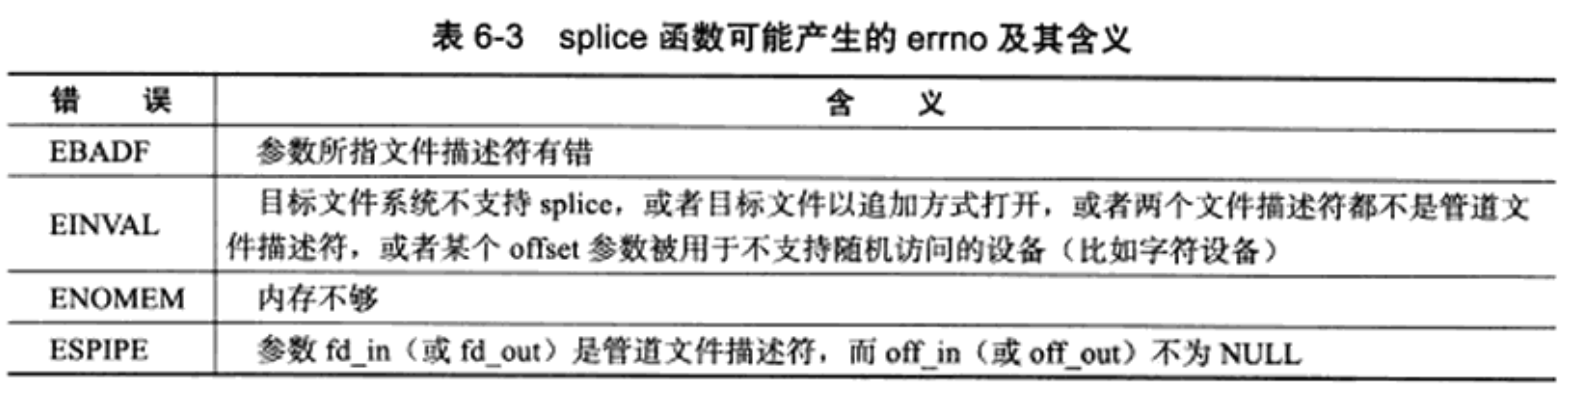 表 6-3 splice 函数可能产生的 errno 及其含义
错 误 含 义
EBADF 参数所指文件描述符有错
EINVAL 目标文件系统不支持 splice，或者目标文件以追加方式打开，或者两个文件描述符都不是管道文
件描述符，或者某个 offset 参数被用于不支持随机访问的设备（比如字符设备）
ENOMEM 内存不够
ESPIPE 参数 fd_in（或 fd_out）是管道文件描述符，而 off_in（或 off_out）不为 NULL